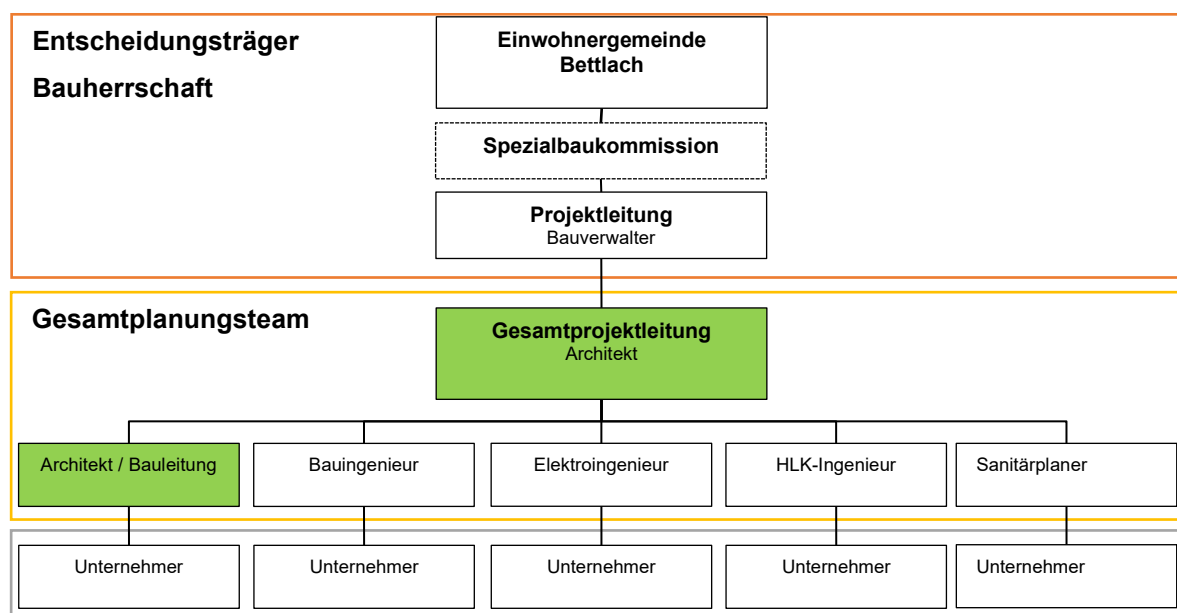 Entscheidungsträger
Bauherrschaft
Einwohnergemeinde
Bettlach
Spezialbaukommission
Projektleitung
Bauverwalter
Gesamtplanungsteam
Gesamtprojektleitung
Architekt
Architekt / Bauleitung
Bauingenieur
Elektroingenieur
HLK-Ingenieur
Sanitärplaner
Unternehmer
Unternehmer
Unternehmer
Unternehmer
Unternehmer